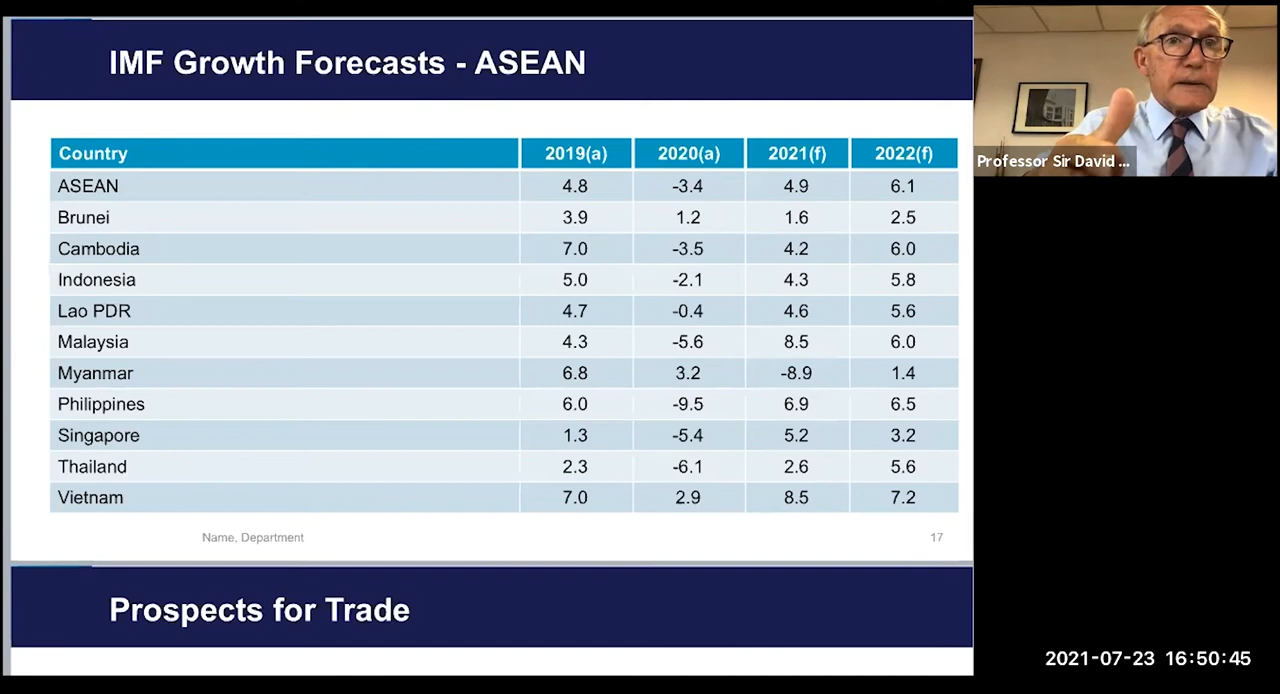 IMF Growth Forecasts - ASEAN
Country 2019(a) 2020(a) 2021(f) 2022(f)
ASEAN 4.8 -3.4 4.9 6.1
Brunei 3.9 1.2 1.6 2.5
Cambodia 7.0 -3.5 4.2 6.0
Indonesia 5.0 -2.1 4.3 5.8
Lao PDR 4.7 -0.4 4.6 5.6
Malaysia 4.3 -5.6 8.5 6.0
Myanmar 6.8 3.2 -8.9 1.4
Philippines 6.0 -9.5 6.9 6.5
Singapore 1.3 -5.4 5.2 3.2
Thailand 2.3 -6.1 2.6 5.6
Vietnam 7.0 2.9 8.5 7.2
Name, Department 17
Prospects for Trade
Professor Sir David ...
2021-07-23 16:50:45